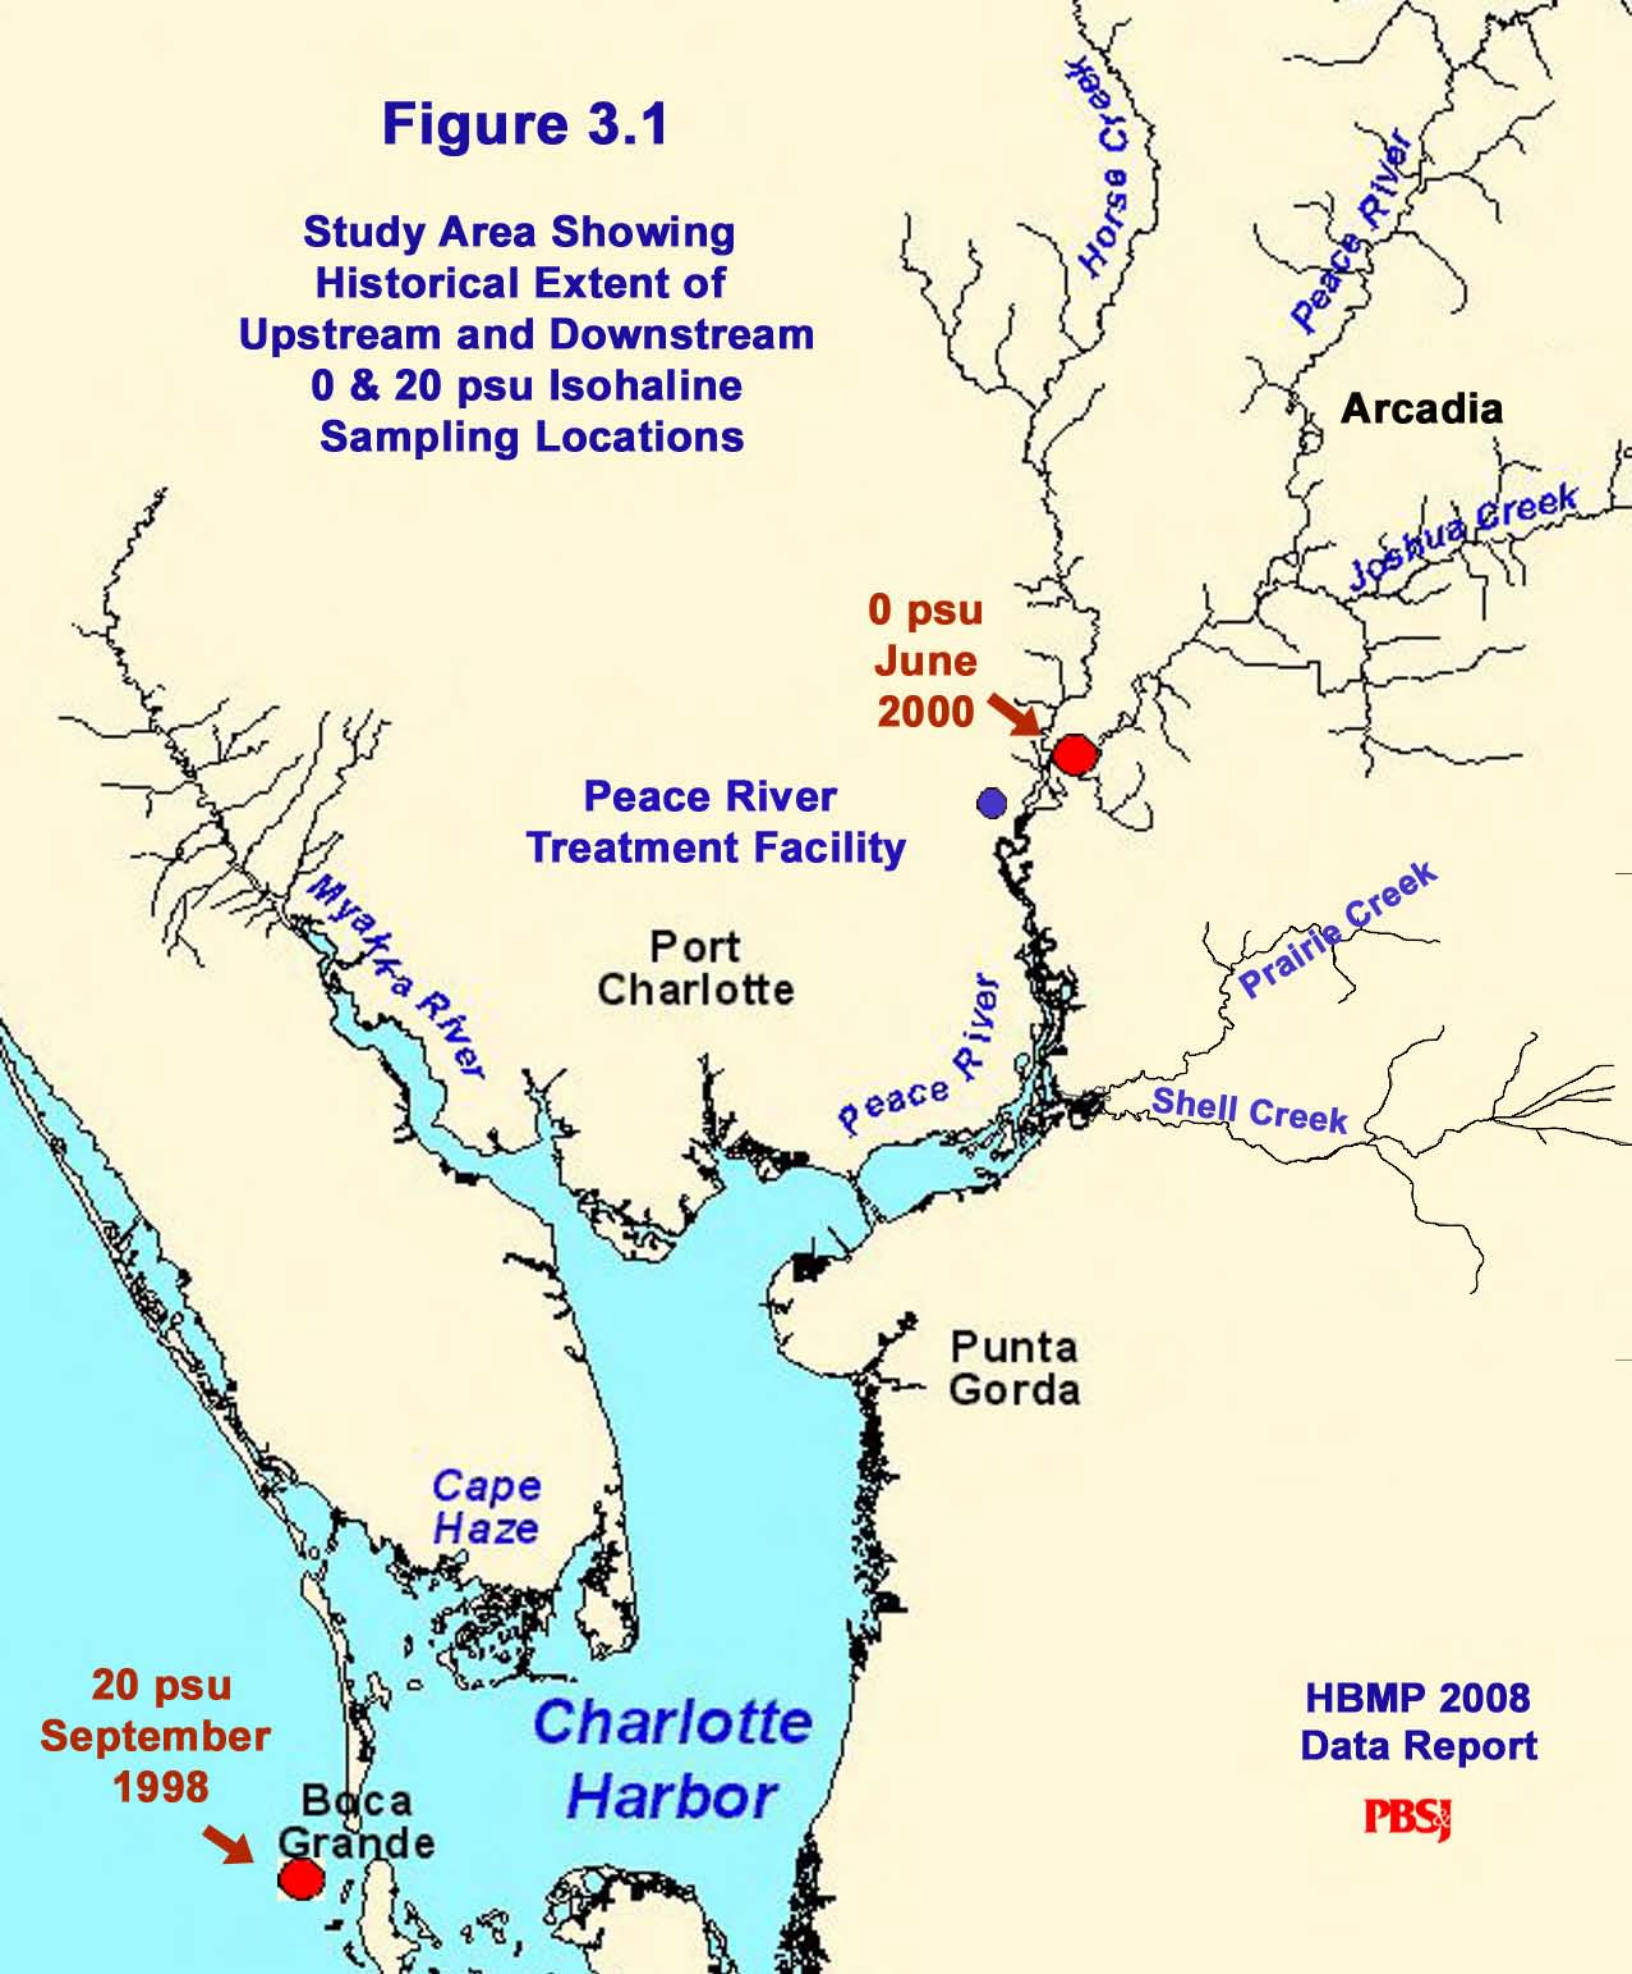 Figure 3.1
Study Area Showing
Historical Extent of
Upstream and Downstream
0 & 20 psu Isohaline
Sampling Locations
Horse Creek
Peace River
Arcadia
Joshua Creek
0 psu
June
2000
Peace River
Treatment Facility
Myakka River
Port
Charlotte
Peace River
Prairie Creek
Shell Creek
Punta
Gorda
Cape
Haze
20 psu
September
1998
Boca
Grande
Charlotte
Harbor
HBMP 2008
Data Report
PBS&J